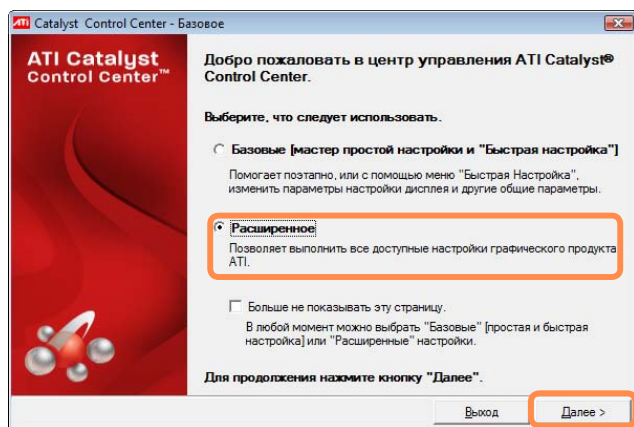 ATI Catalyst Control Center - Базовое
ATI Catalyst
Control Center™
Добро пожаловать в центр управления ATI Catalyst®
Control Center.
Выберите, что следует использовать.
Базовые [мастер простой настройки и "Быстрая настройка"]
Помогает поэтапно, или с помощью меню "Быстрая Настройка",
изменить параметры настройки дисплея и другие общие параметры.
Расширенное
Позволяет выполнить все доступные настройки графического продукта
ATI.
Больше не показывать эту страницу.
В любой момент можно выбрать "Базовые" [простая и быстрая
настройка] или "Расширенные" настройки.
Для продолжения нажмите кнопку "Далее".
Выход
Далее >